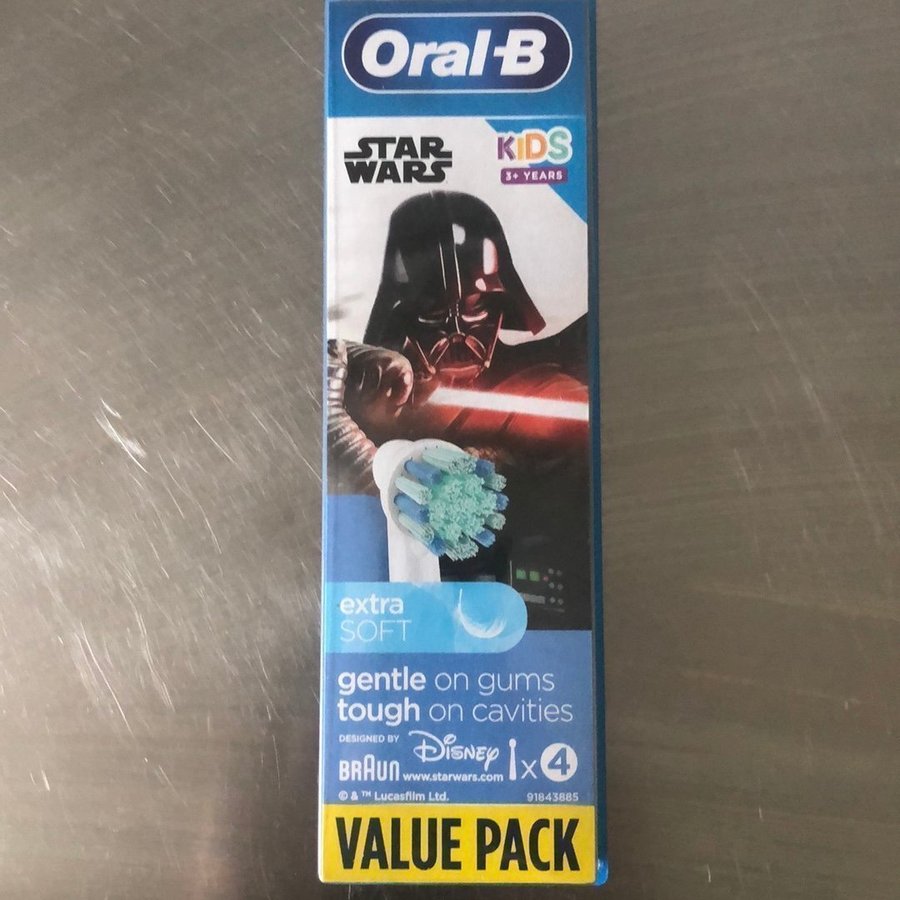 Oral-B
STAR
WARS
KIDS
3+ YEARS
extra
SOFT
gentle on gums
tough on cavities
DESIGNED BY
Disney
BRAUN
www.starwars.com
x 4
© & ™ Lucasfilm Ltd.
91843885
VALUE PACK